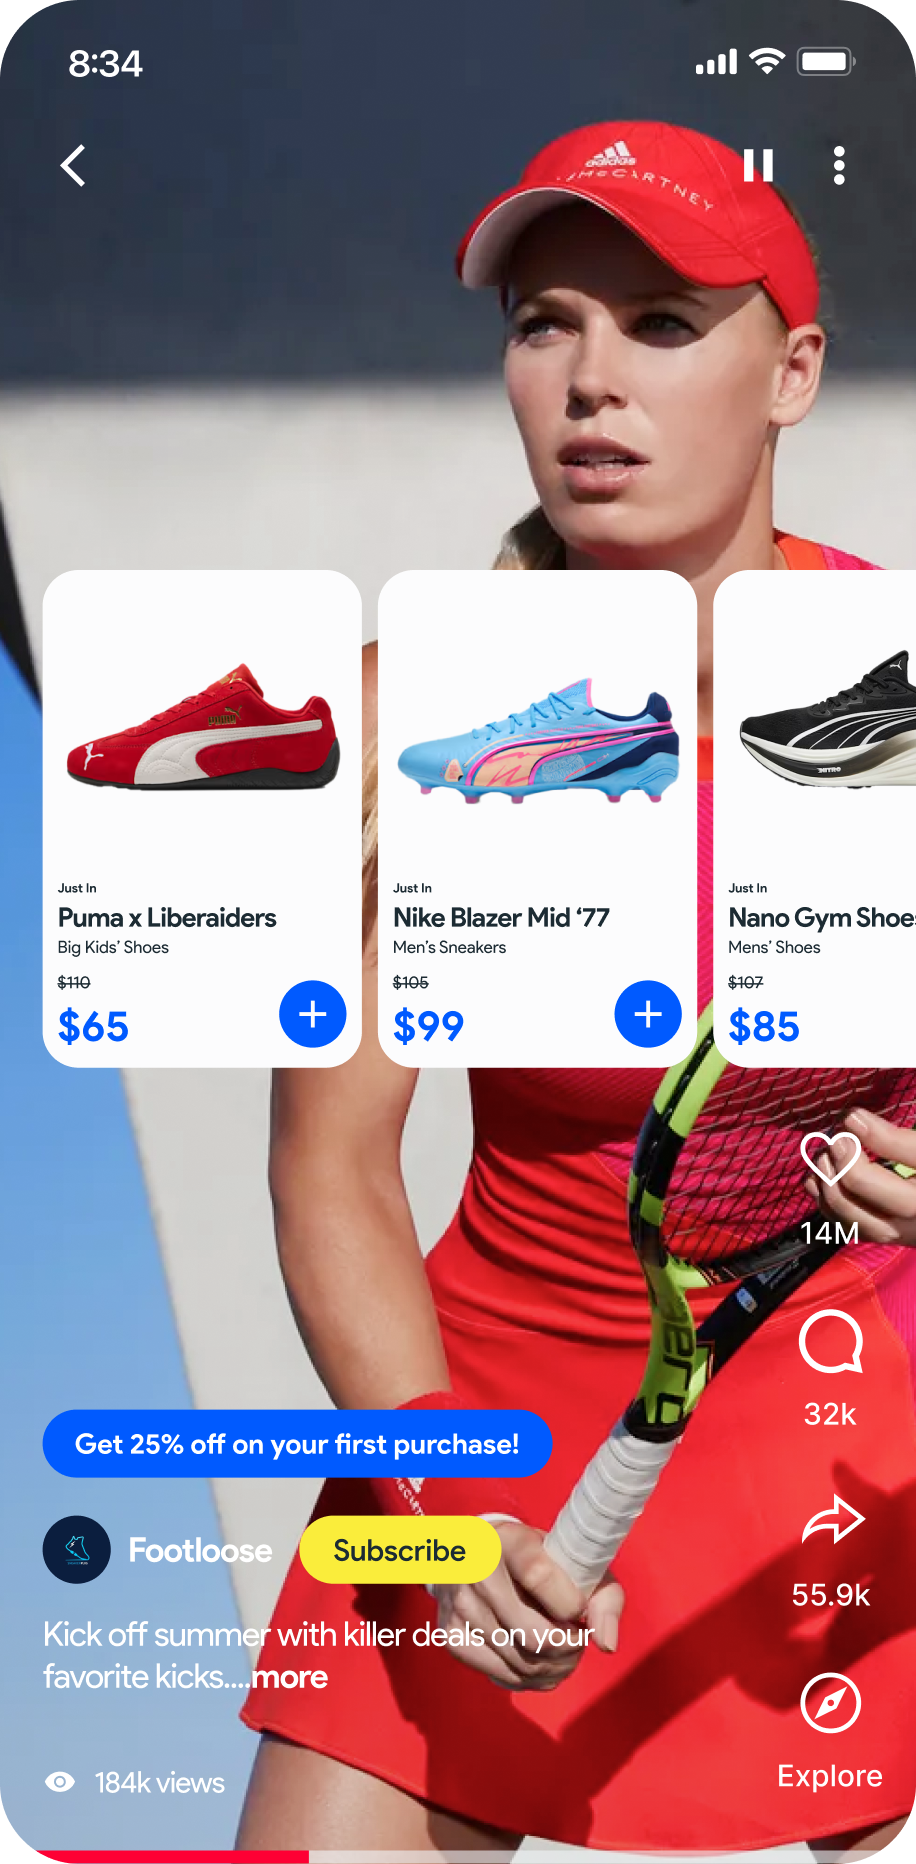 8:34
adidas
McCARTNEY
PUMA
NITRO
Just In
Puma x Liberaiders
Big Kids’ Shoes
$110
$65
Just In
Nike Blazer Mid ‘77
Men’s Sneakers
$105
$99
Just In
Nano Gym Shoes
Mens’ Shoes
$107
$85
14M
32k
Get 25% off on your first purchase!
Footloose
Subscribe
55.9k
Kick off summer with killer deals on your
favorite kicks....more
Explore
184k views